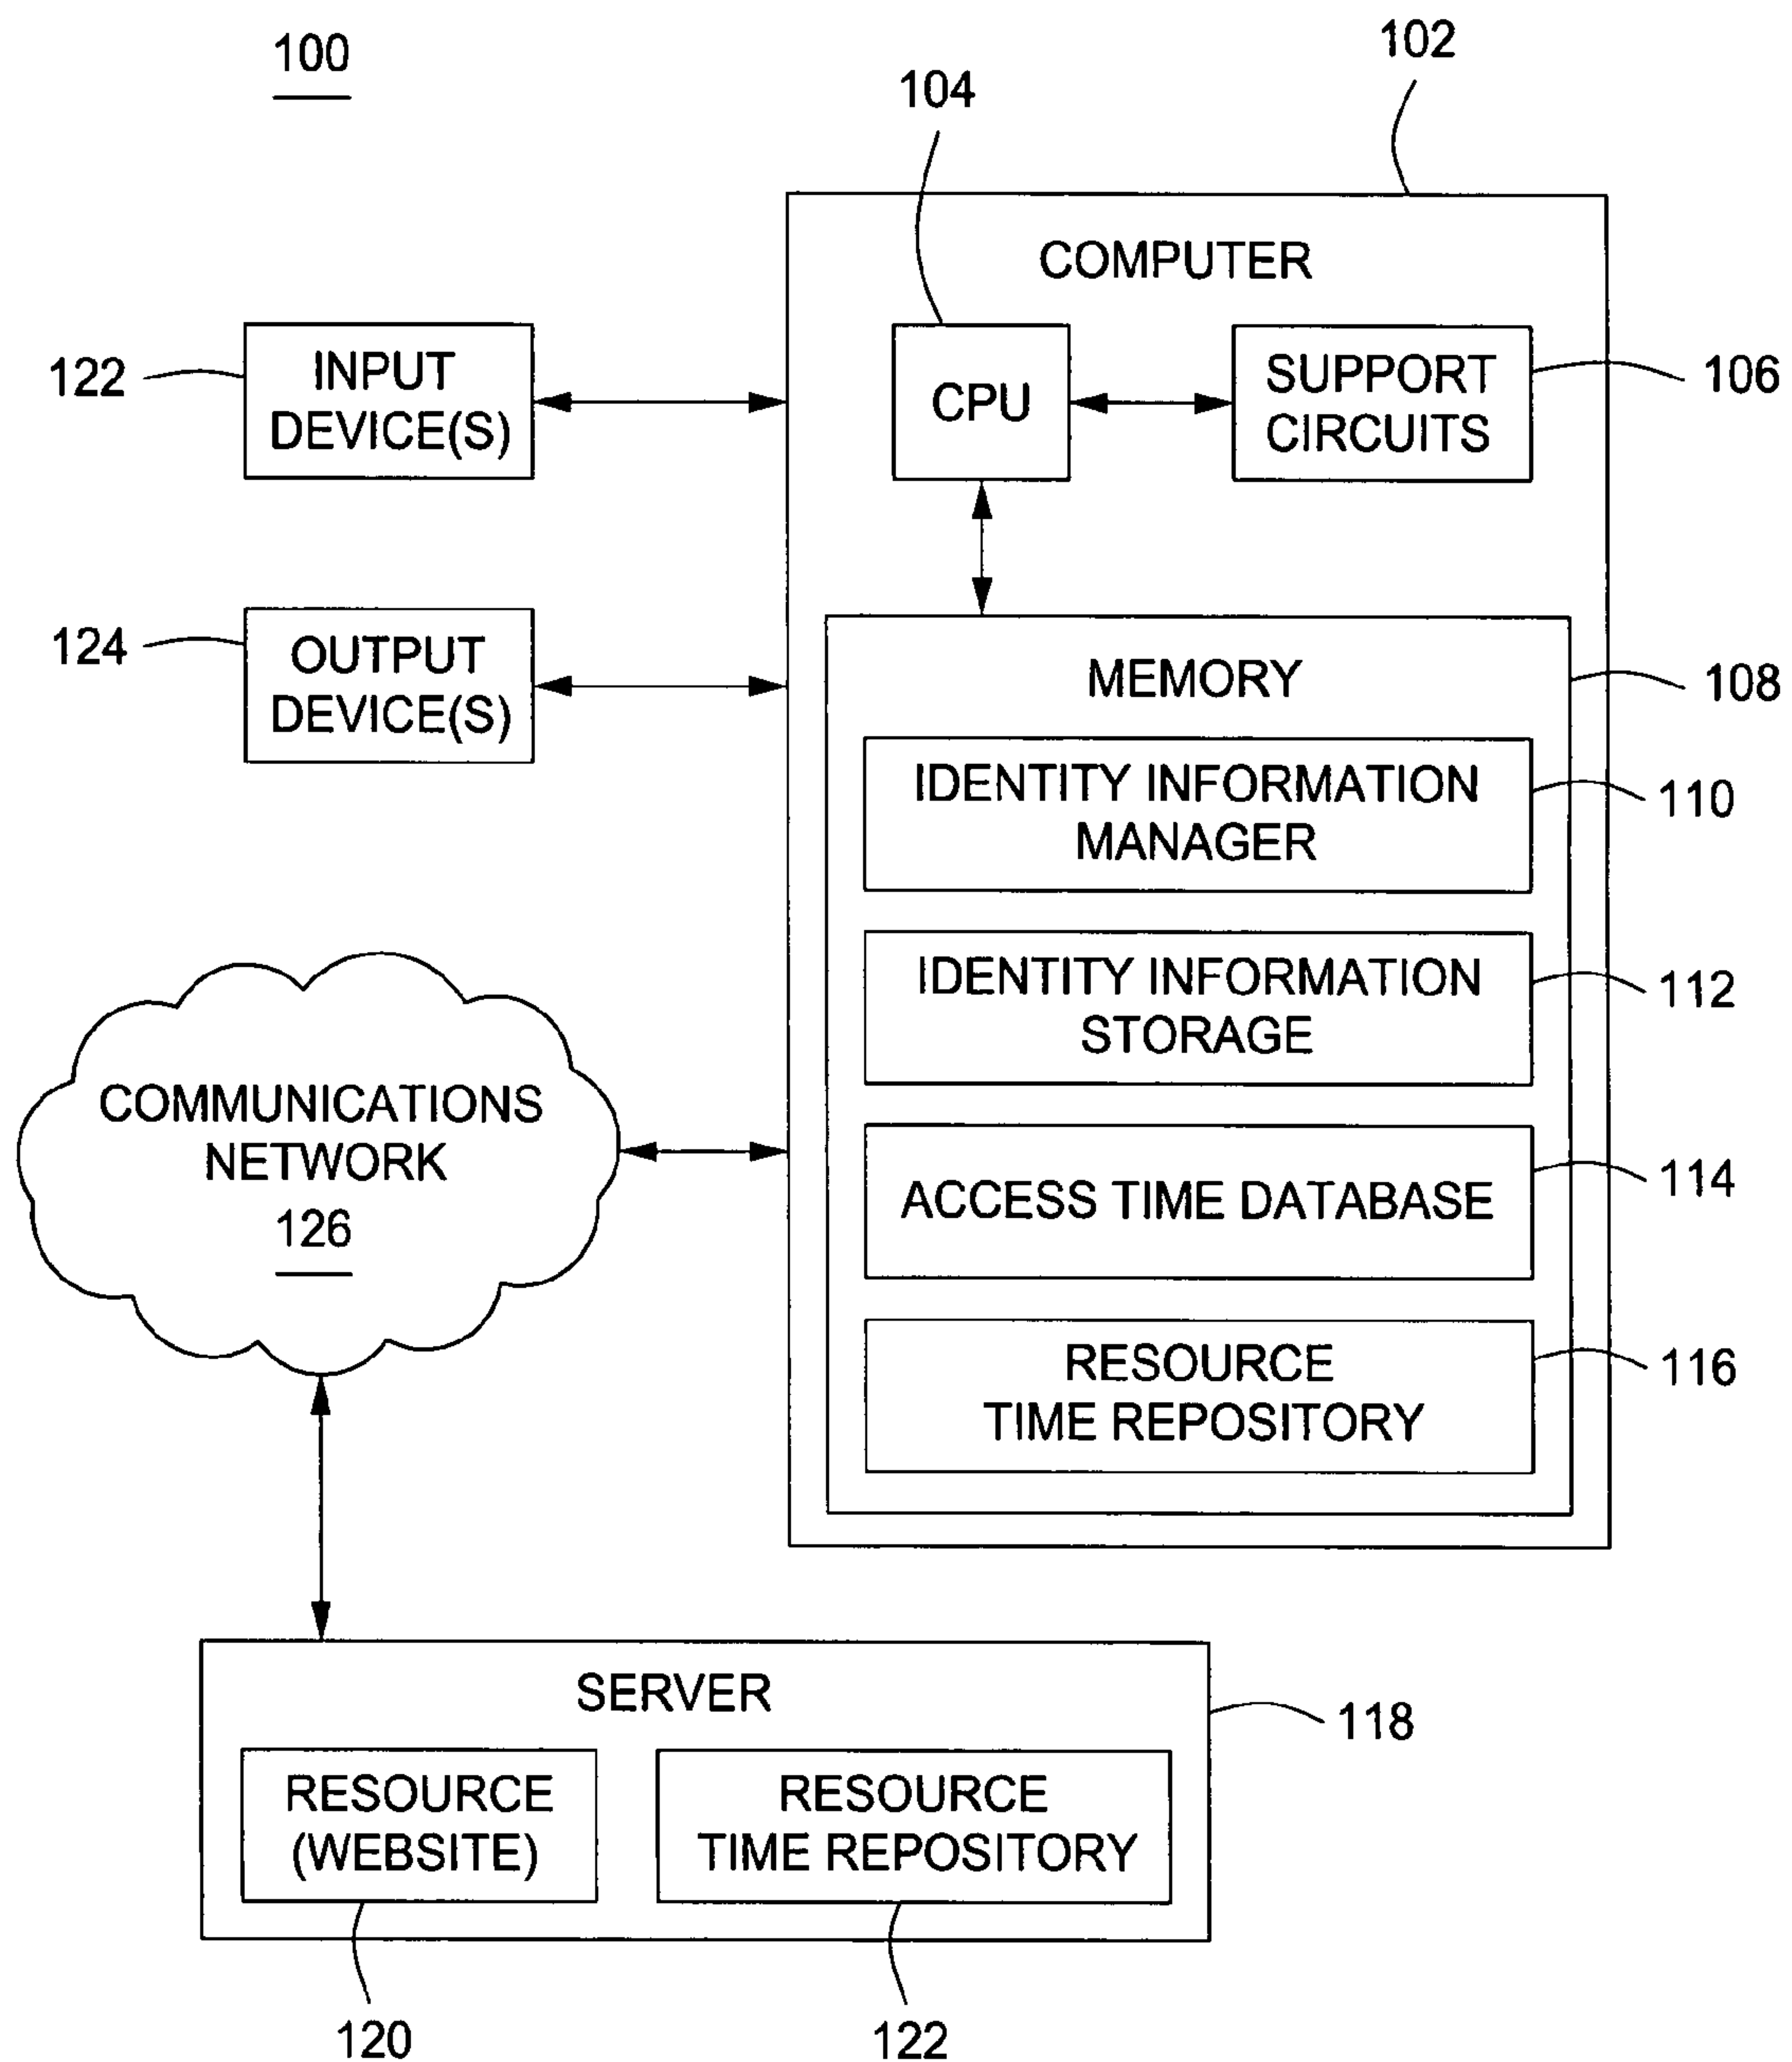 100
102
104
COMPUTER
122
INPUT
DEVICE(S)
CPU
SUPPORT
CIRCUITS
106
124
OUTPUT
DEVICE(S)
MEMORY
108
IDENTITY INFORMATION
MANAGER
110
IDENTITY INFORMATION
STORAGE
112
COMMUNICATIONS
NETWORK
126
ACCESS TIME DATABASE
114
RESOURCE
TIME REPOSITORY
116
SERVER
118
RESOURCE
(WEBSITE)
RESOURCE
TIME REPOSITORY
120
122